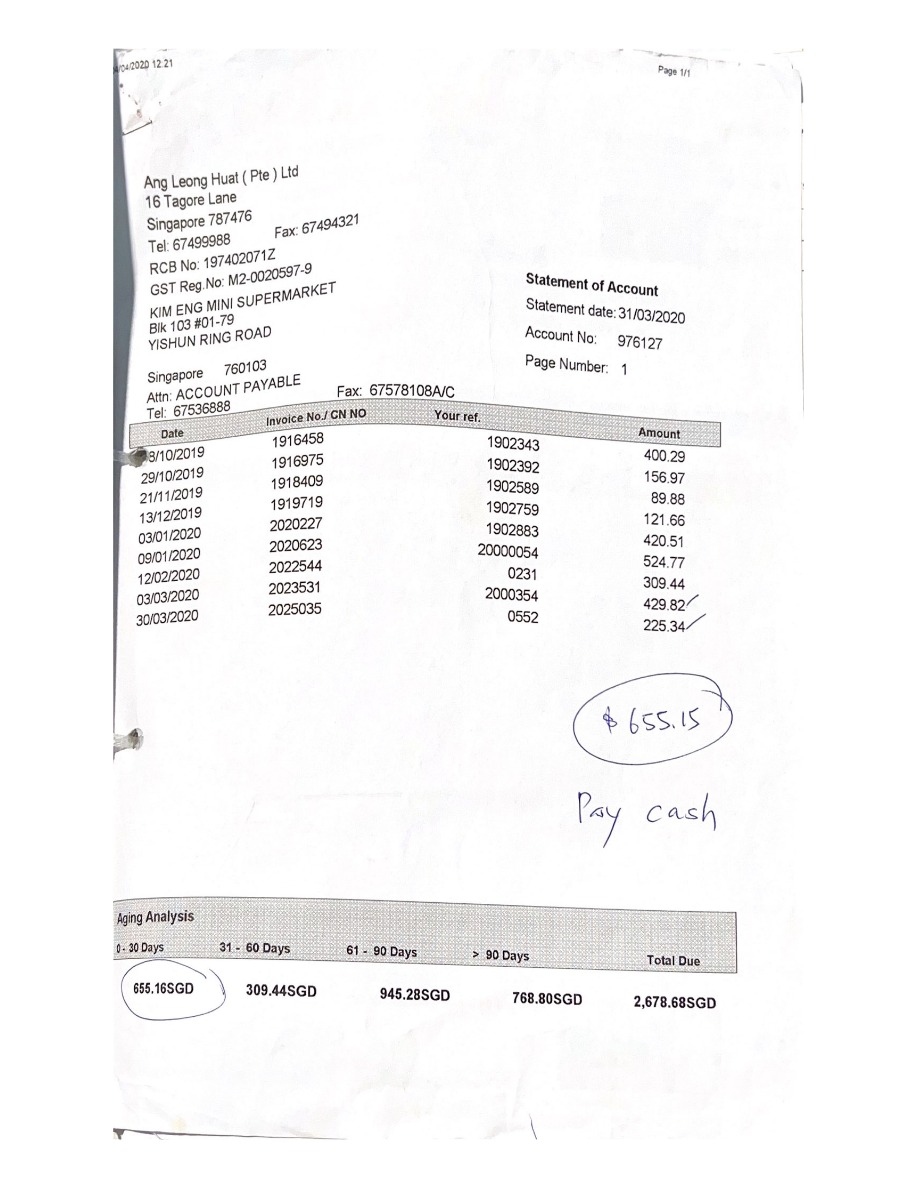 /04/2020 12:21
Page 1/1
Ang Leong Huat ( Pte ) Ltd
16 Tagore Lane
Singapore 787476
Tel: 67499988 Fax: 67494321
RCB No: 197402071Z
GST Reg.No: M2-0020597-9
KIM ENG MINI SUPERMARKET
Blk 103 #01-79
YISHUN RING ROAD
Singapore 760103
Attn: ACCOUNT PAYABLE
Tel: 67536888 Fax: 67578108A/C
Statement of Account
Statement date: 31/03/2020
Account No: 976127
Page Number: 1
Date Invoice No./ CN NO Your ref. Amount
8/10/2019 1916458 1902343 400.29
29/10/2019 1916975 1902392 156.97
21/11/2019 1918409 1902589 89.88
13/12/2019 1919719 1902759 121.66
03/01/2020 2020227 1902883 420.51
09/01/2020 2020623 20000054 524.77
12/02/2020 2022544 0231 309.44
03/03/2020 2023531 2000354 429.82
30/03/2020 2025035 0552 225.34
$ 655.15
Pay cash
Aging Analysis
0 - 30 Days 31 - 60 Days 61 - 90 Days > 90 Days Total Due
655.16SGD 309.44SGD 945.28SGD 768.80SGD 2,678.68SGD